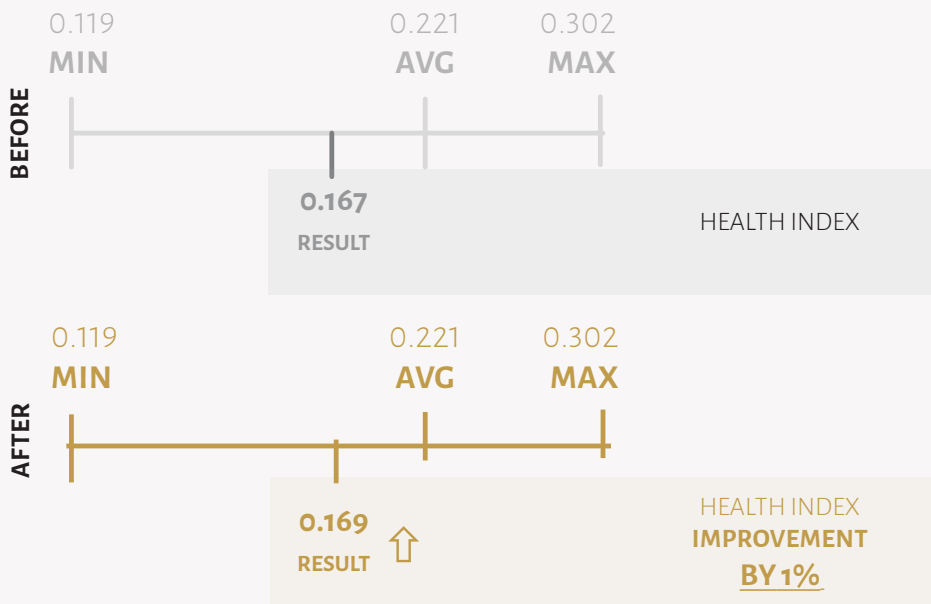 0.119 0.221 0.302
MIN AVG MAX
BEFORE
0.167
RESULT
HEALTH INDEX
0.119 0.221 0.302
MIN AVG MAX
AFTER
0.169
RESULT
HEALTH INDEX
IMPROVEMENT
BY 1%